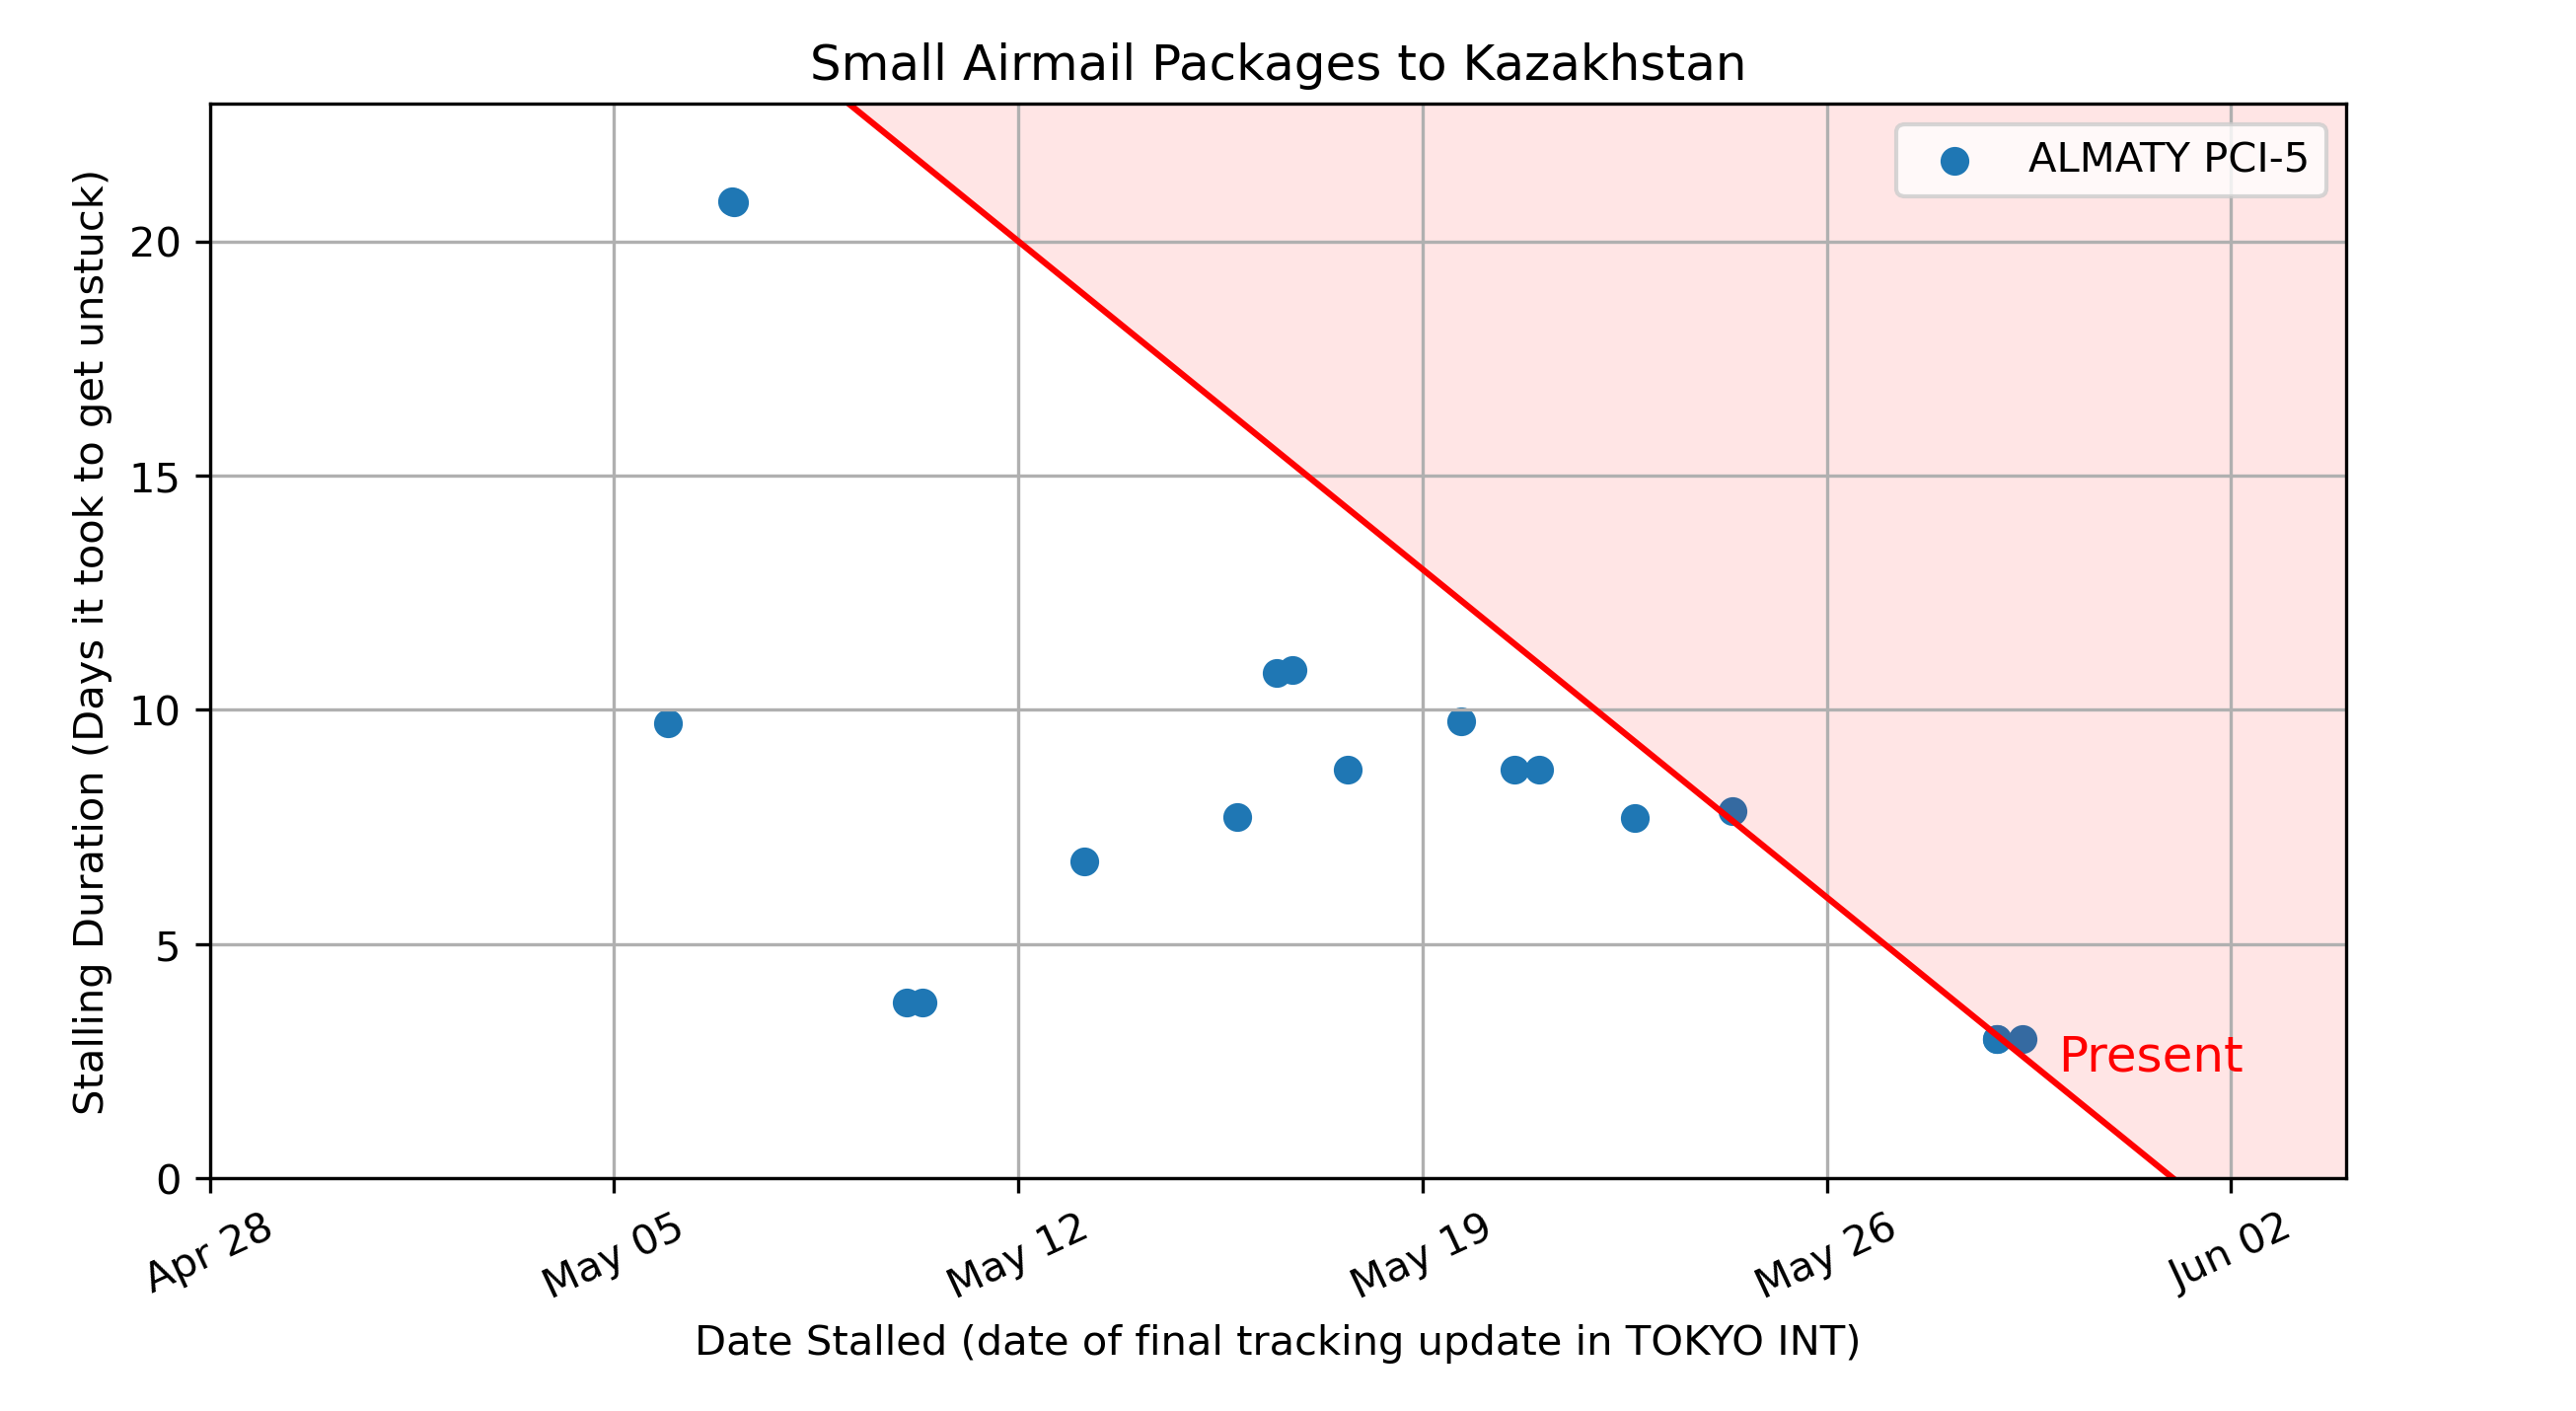 Small Airmail Packages to Kazakhstan
ALMATY PCI-5
Stalling Duration (Days it took to get unstuck)
20
15
10
5
0
Present
Apr 28
May 05
May 12
May 19
May 26
Jun 02
Date Stalled (date of final tracking update in TOKYO INT)